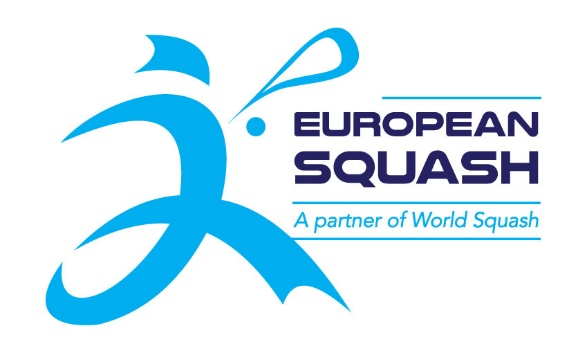 EUROPEAN
SQUASH
A partner of World Squash